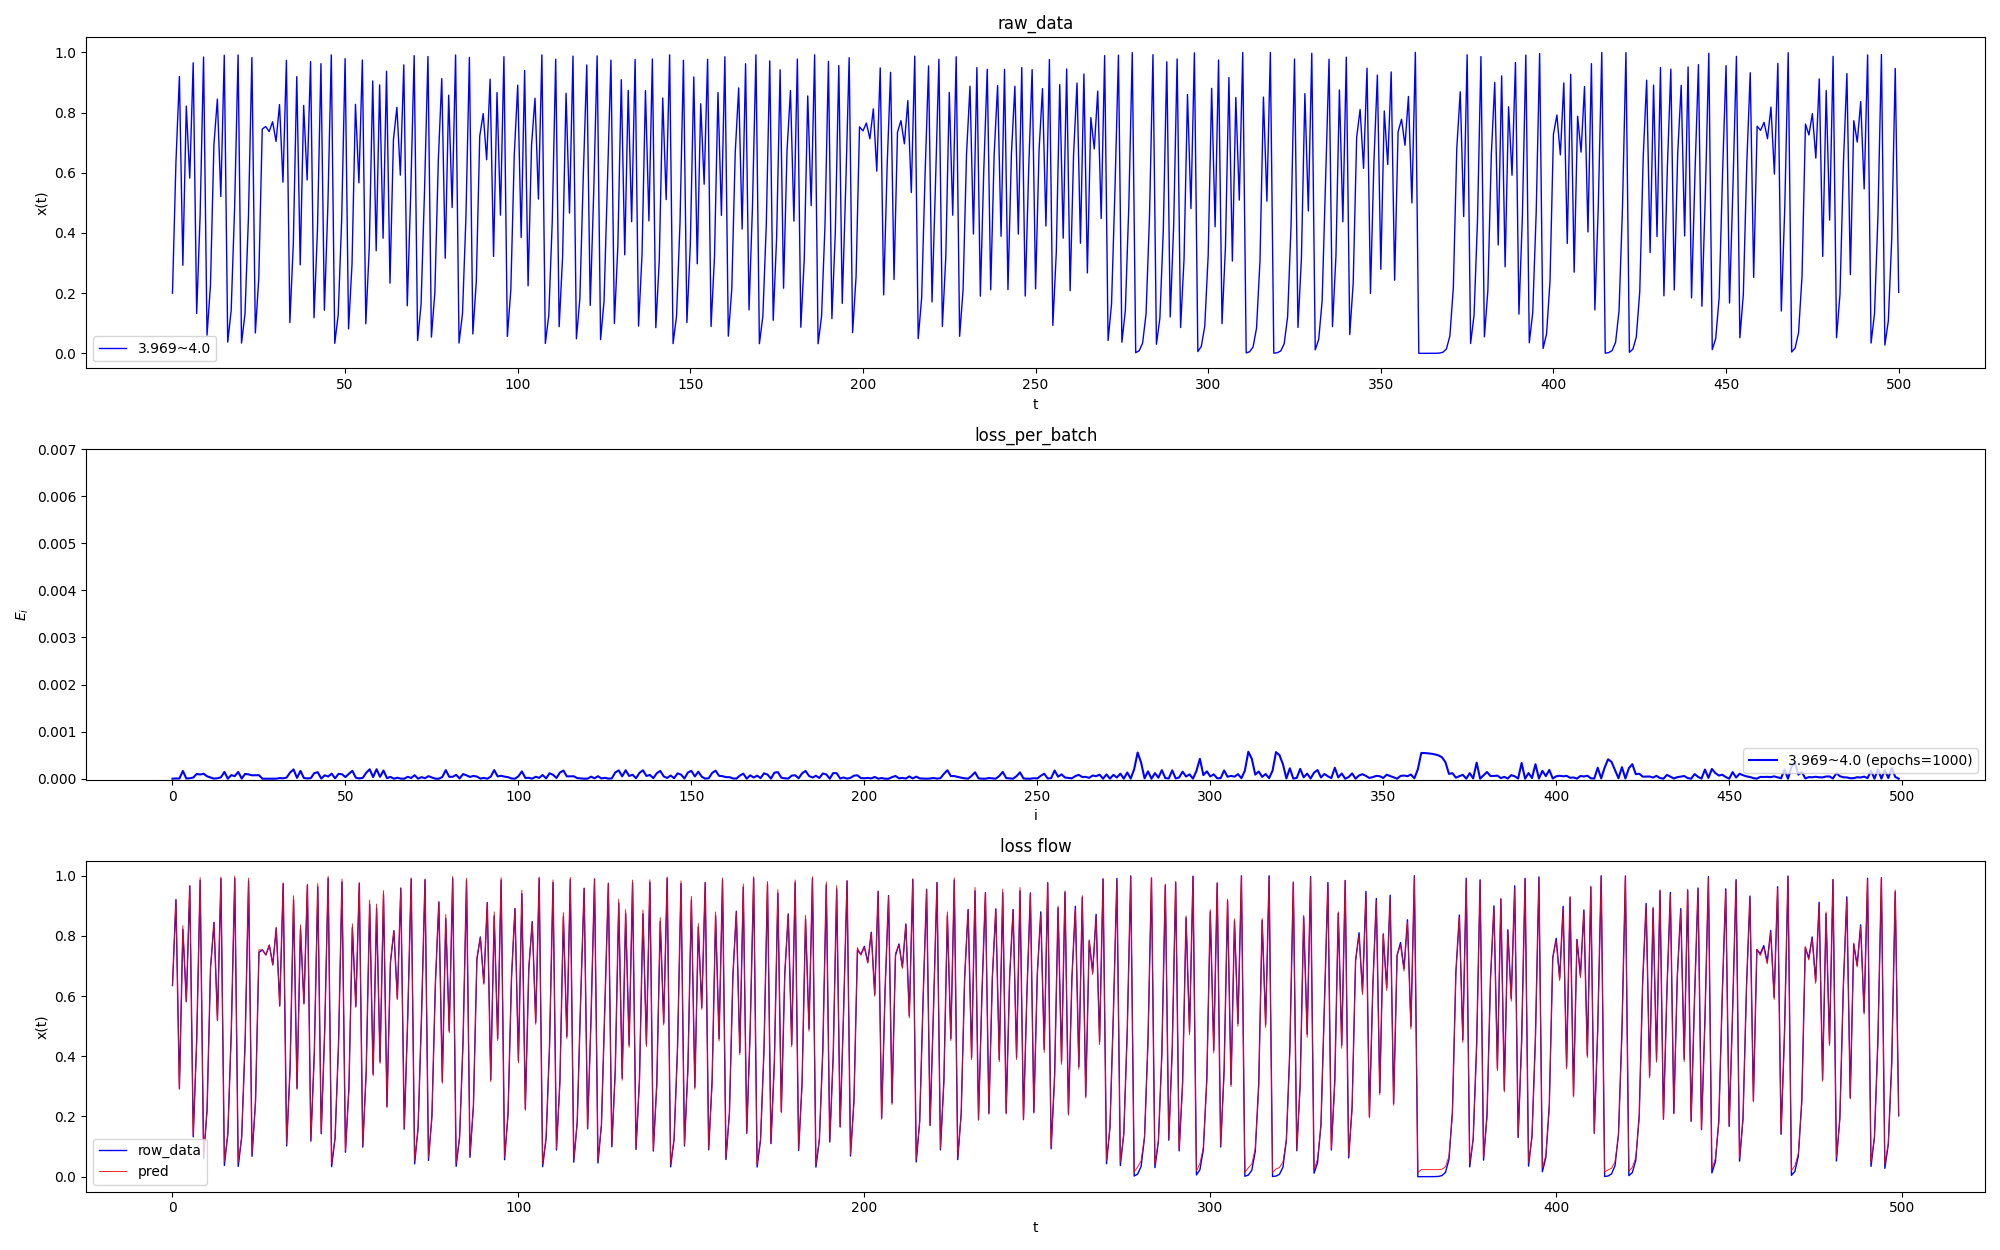 raw_data
1.0
0.8
0.6
0.4
0.2
0.0
x(t)
3.969~4.0
50 100 150 200 250 300 350 400 450 500
t
loss_per_batch
0.007
0.006
0.005
0.004
0.003
0.002
0.001
0.000
E_i
3.969~4.0 (epochs=1000)
0 50 100 150 200 250 300 350 400 450 500
i
loss flow
1.0
0.8
0.6
0.4
0.2
0.0
x(t)
row_data
pred
0 100 200 300 400 500
t